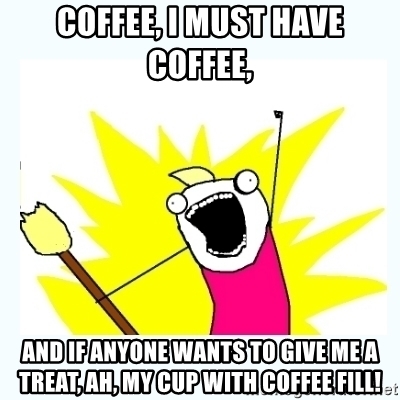 COFFEE, I MUST HAVE
COFFEE,
AND IF ANYONE WANTS TO GIVE ME A
TREAT, AH, MY CUP WITH COFFEE FILL!